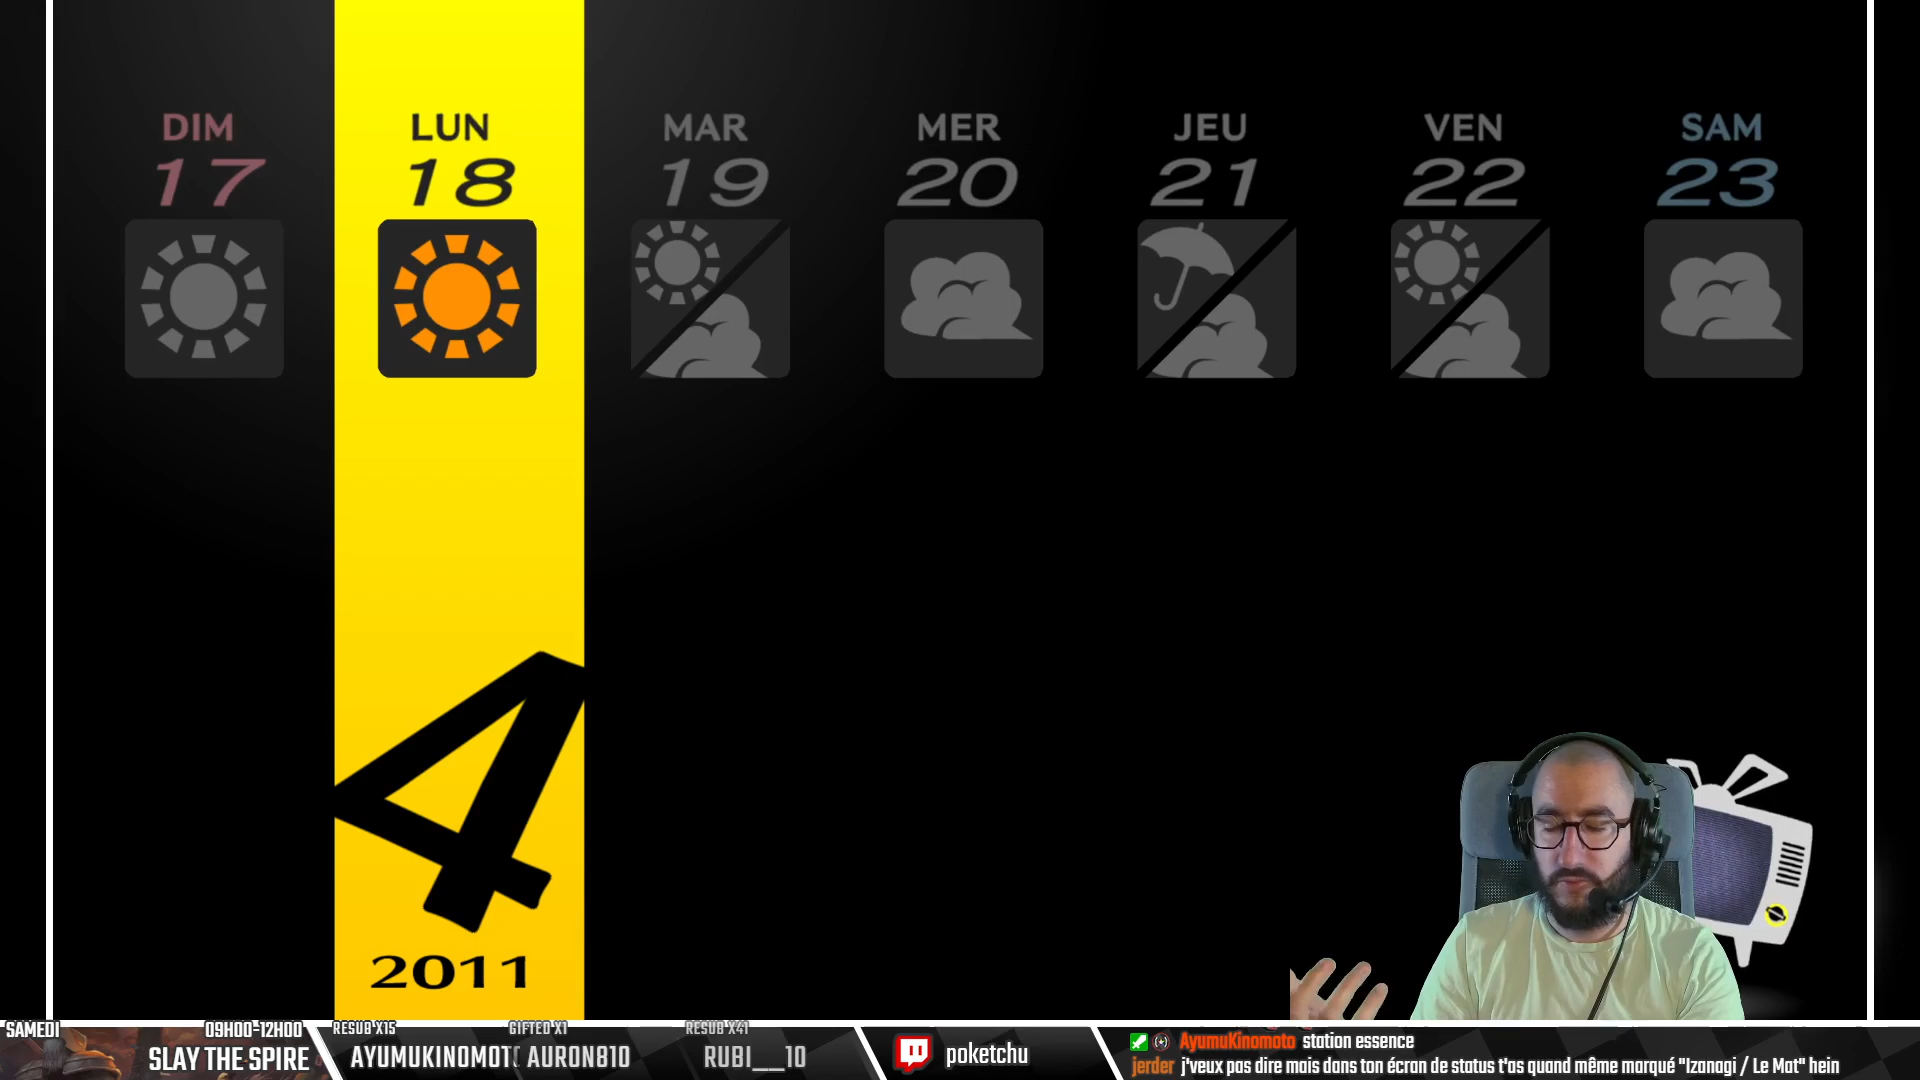 DIM
17
LUN
18
MAR
19
MER
20
JEU
21
VEN
22
SAM
23
4
2011
SAMEDI
09H00-12H00
SLAY THE SPIRE
RESUB X15
AYUMUKINOMOTO
GIFTED X1
AURON810
RESUB X41
RUBI__10
poketchu
AyumuKinomoto station essence
jerder j'veux pas dire mais dans ton écran de status t'as quand même marqué "Izanagi / Le Mat" hein